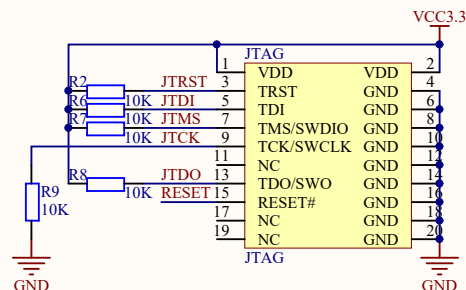 VCC3.3
JTAG
1 VDD VDD 2
R2 10K JTRST 3 TRST GND 4
R6 10K JTDI 5 TDI GND 6
R7 10K JTMS 7 TMS/SWDIO GND 8
JTCK 9 TCK/SWCLK GND 10
11 NC GND 12
R8 10K JTDO 13 TDO/SWO GND 14
RESET 15 RESET# GND 16
R9 10K
17 NC GND 18
19 NC GND 20
JTAG
GND GND